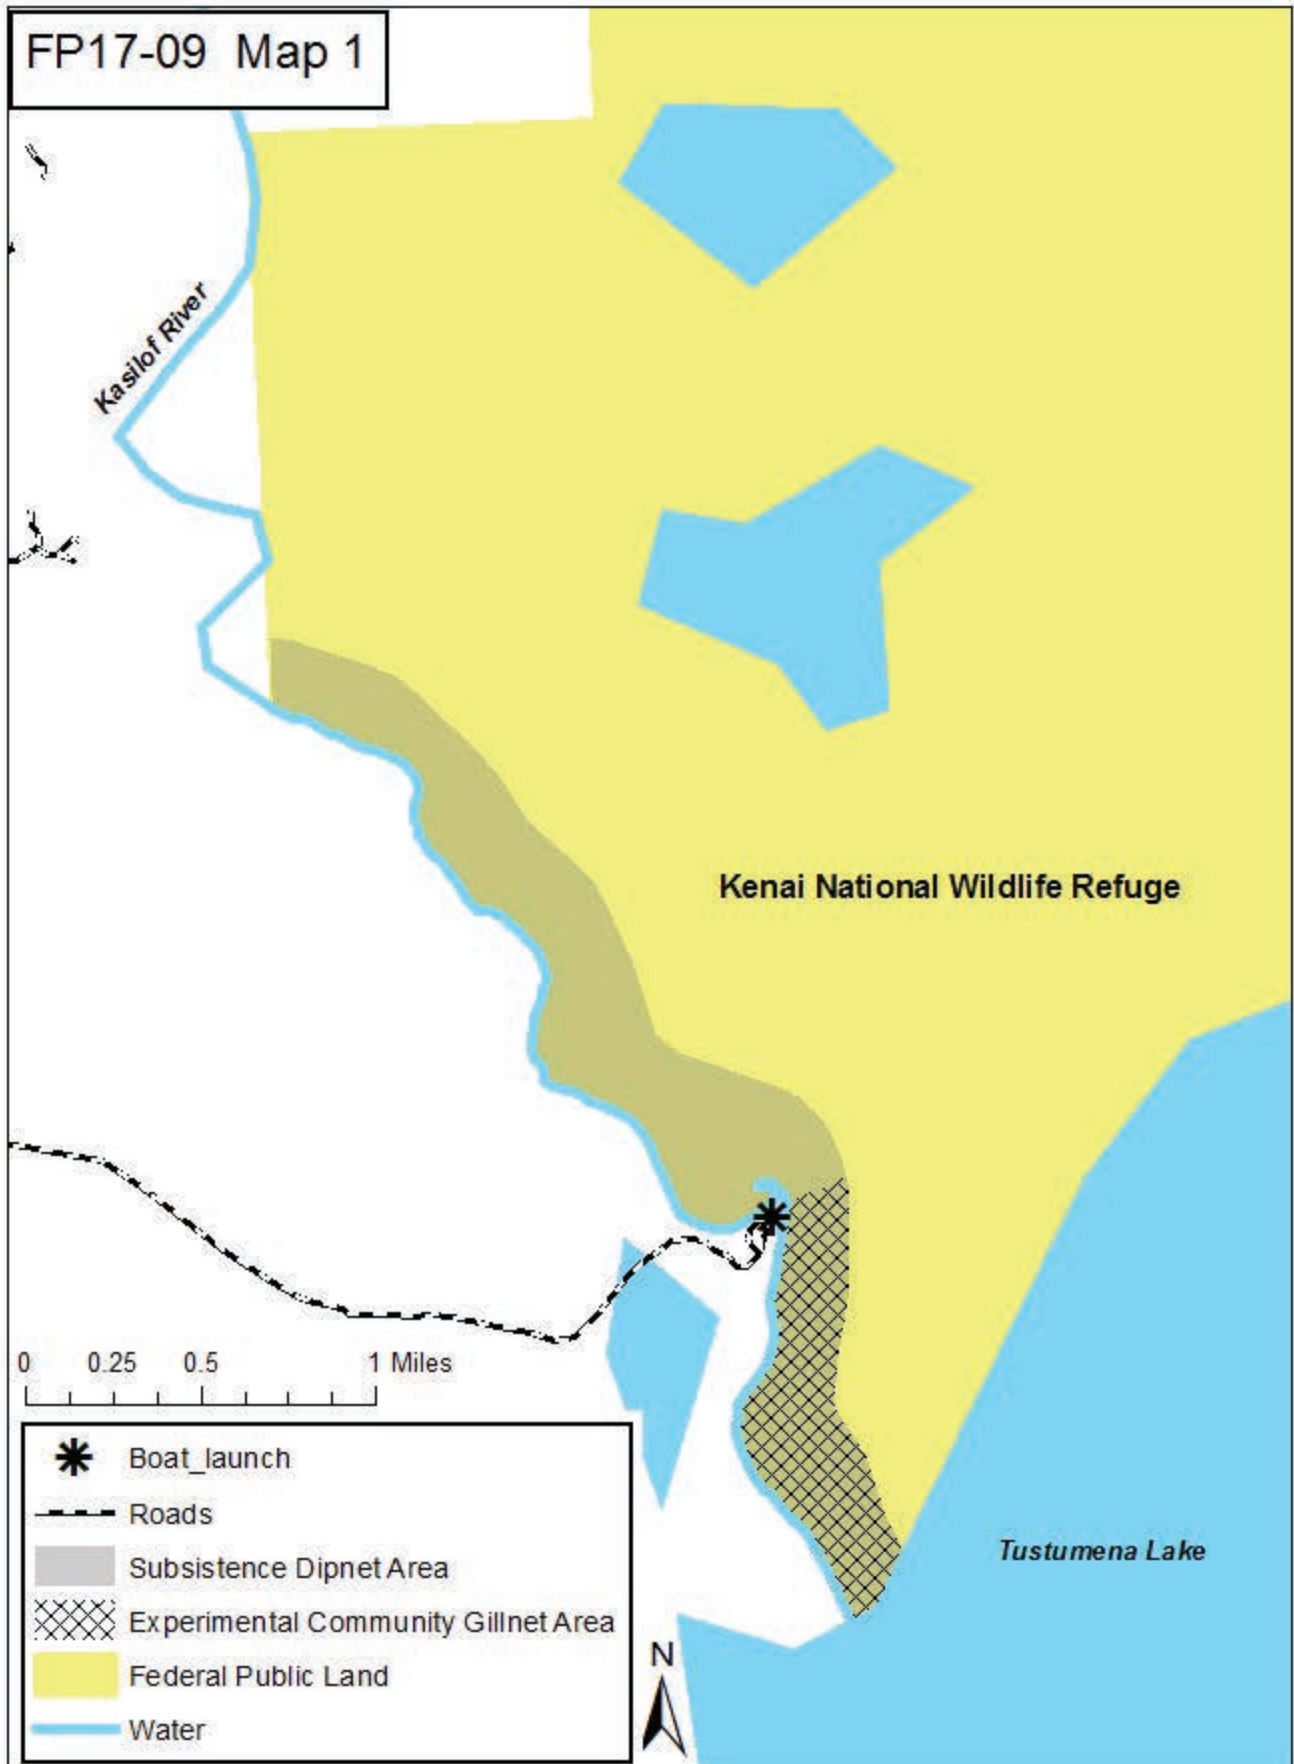 FP17-09 Map 1
Kasilof River
Kenai National Wildlife Refuge
0 0.25 0.5 1 Miles
Boat_launch
Roads
Subsistence Dipnet Area
Experimental Community Gillnet Area
Federal Public Land
Water
N
Tustumena Lake